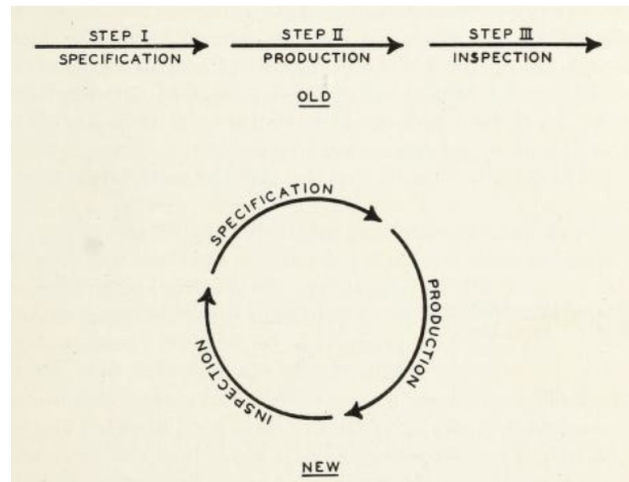 STEP I STEP II STEP III
SPECIFICATION PRODUCTION INSPECTION
OLD
SPECIFICATION
PRODUCTION
INSPECTION
NEW